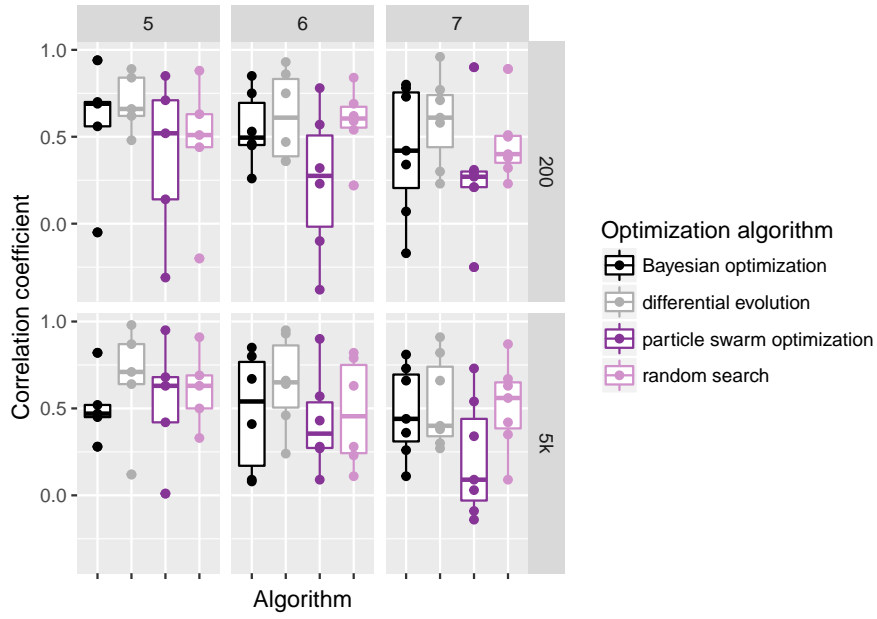 5 6 7
1.0
0.5
0.0
200
1.0
0.5
0.0
5k
Correlation coefficient
Algorithm
Optimization algorithm
Bayesian optimization
differential evolution
particle swarm optimization
random search